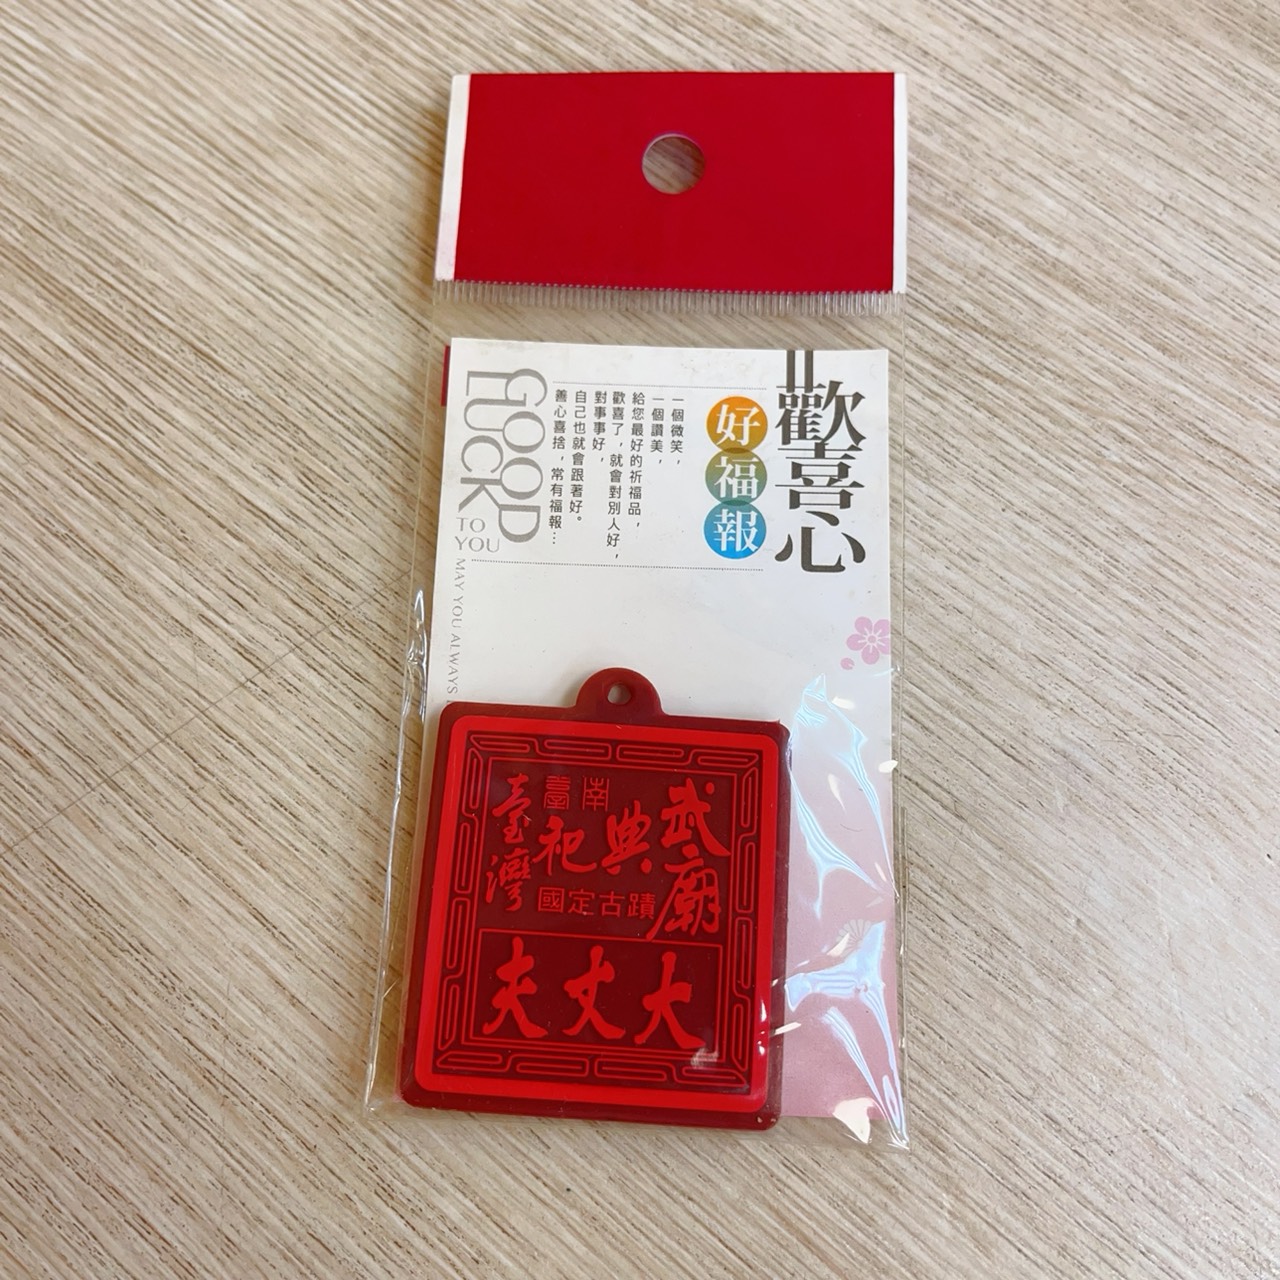 歡喜心
好福報
一個微笑，
一個讚美，
給您最好的祈福品，
歡喜了，就會對別人好，
對事事好，
自己也就會跟著好。
善心喜捨，常有福報…
GOOD
LUCK
TO
YOU
MAY YOU ALWAYS
武廟
南臺
典祀
國定古蹟
臺灣
大丈夫